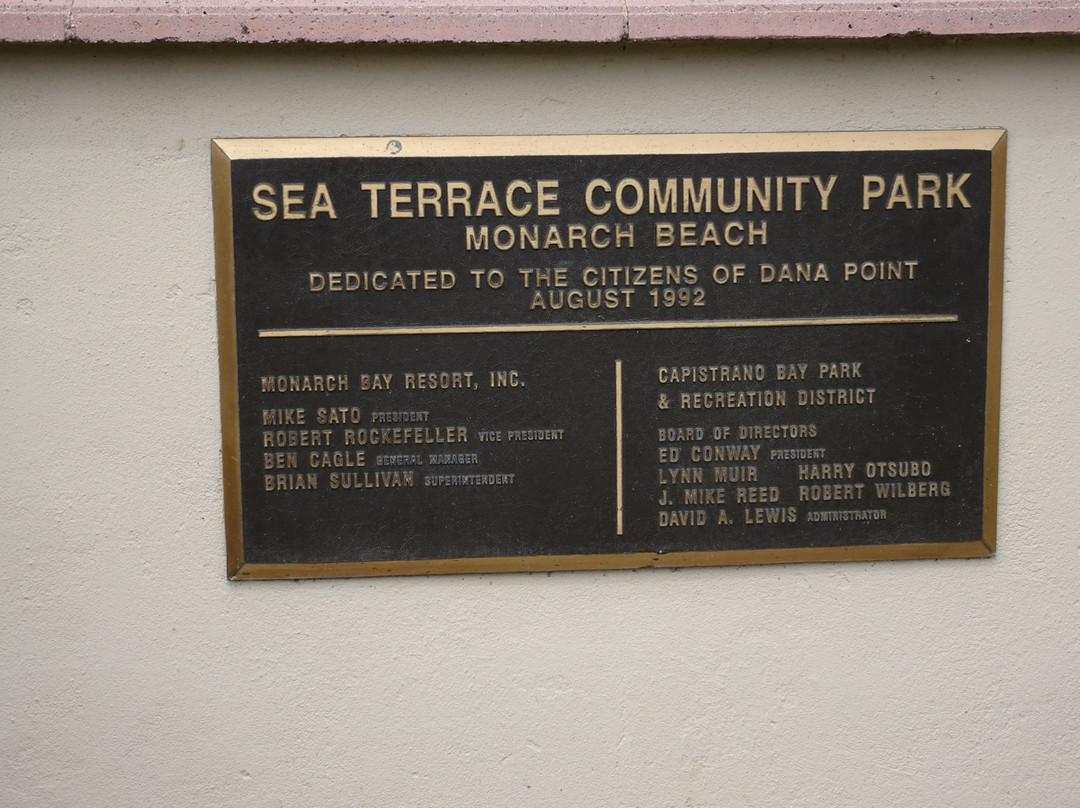 SEA TERRACE COMMUNITY PARK
MONARCH BEACH
DEDICATED TO THE CITIZENS OF DANA POINT
AUGUST 1992
MONARCH BAY RESORT, INC.
MIKE SATO PRESIDENT
ROBERT ROCKEFELLER VICE PRESIDENT
BEN CAGLE GENERAL MANAGER
BRIAN SULLIVAN SUPERINTENDENT
CAPISTRANO BAY PARK
& RECREATION DISTRICT
BOARD OF DIRECTORS
ED CONWAY PRESIDENT
LYNN MUIR HARRY OTSUBO
J. MIKE REED ROBERT WILBERG
DAVID A. LEWIS ADMINISTRATOR